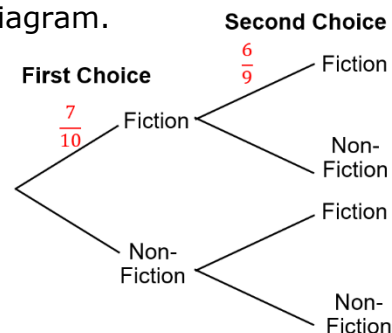 iagram.
Second Choice
First Choice
6/9
Fiction
7/10
Fiction
Non-
Fiction
Fiction
Non-
Fiction
Non-
Fiction